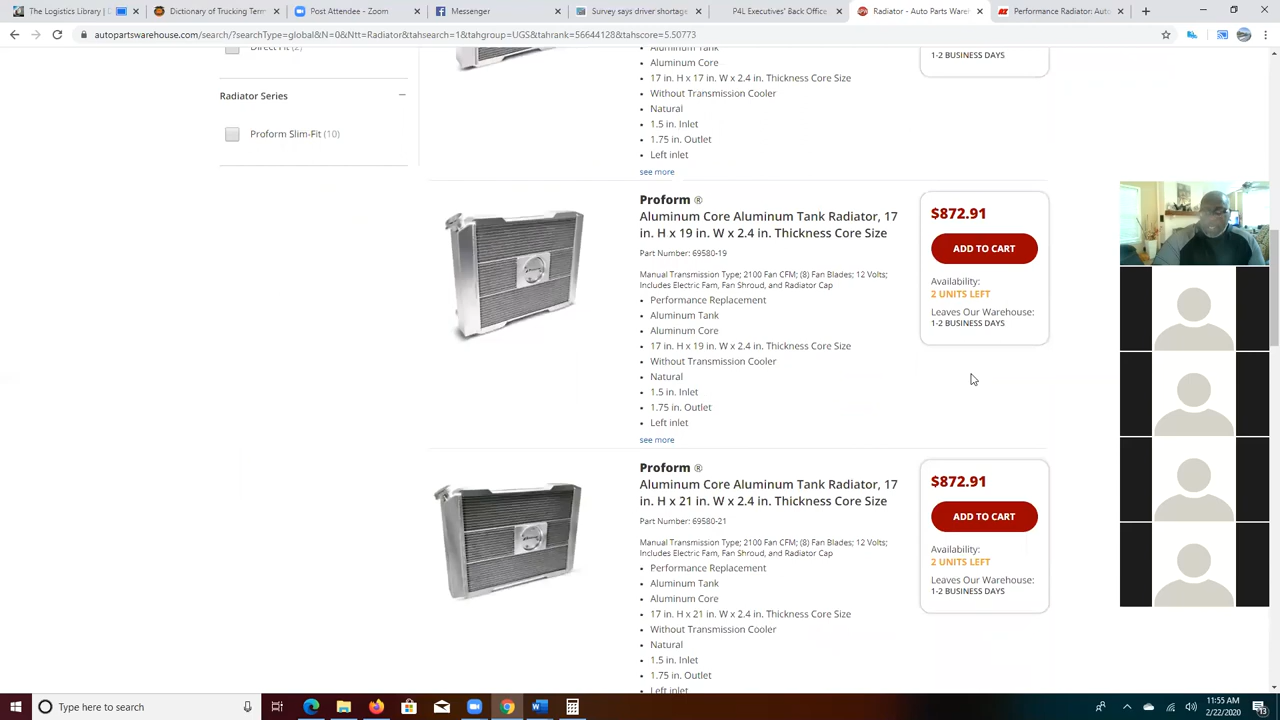 The Logistics Library | C
Dictionary of Trucking Term
Post Attendee - Zoom
Messenger
Survey says driver shortage
P4L Executives' Back Office
Radiator - Auto Parts Wareh
Performance Radiator: Auto
autopartswarehouse.com/search/?searchType=global&N=0&Ntt=Radiator&tahsearch=1&tahgroup=UGS&tahrank=56644128&tahscore=5.50773
Direct Fit (2)
Radiator Series
Proform Slim-Fit (10)
Aluminum Tank
Aluminum Core
17 in. H x 17 in. W x 2.4 in. Thickness Core Size
Without Transmission Cooler
Natural
1.5 in. Inlet
1.75 in. Outlet
Left inlet
see more
1-2 BUSINESS DAYS
Proform ®
Aluminum Core Aluminum Tank Radiator, 17
in. H x 19 in. W x 2.4 in. Thickness Core Size
Part Number: 69580-19
Manual Transmission Type; 2100 Fan CFM; (8) Fan Blades; 12 Volts;
Includes Electric Fam, Fan Shroud, and Radiator Cap
Performance Replacement
Aluminum Tank
Aluminum Core
17 in. H x 19 in. W x 2.4 in. Thickness Core Size
Without Transmission Cooler
Natural
1.5 in. Inlet
1.75 in. Outlet
Left inlet
see more
$872.91
ADD TO CART
Availability:
2 UNITS LEFT
Leaves Our Warehouse:
1-2 BUSINESS DAYS
Proform ®
Aluminum Core Aluminum Tank Radiator, 17
in. H x 21 in. W x 2.4 in. Thickness Core Size
Part Number: 69580-21
Manual Transmission Type; 2100 Fan CFM; (8) Fan Blades; 12 Volts;
Includes Electric Fam, Fan Shroud, and Radiator Cap
Performance Replacement
Aluminum Tank
Aluminum Core
17 in. H x 21 in. W x 2.4 in. Thickness Core Size
Without Transmission Cooler
Natural
1.5 in. Inlet
1.75 in. Outlet
Left inlet
$872.91
ADD TO CART
Availability:
2 UNITS LEFT
Leaves Our Warehouse:
1-2 BUSINESS DAYS
Type here to search
11:55 AM
2/22/2020
13